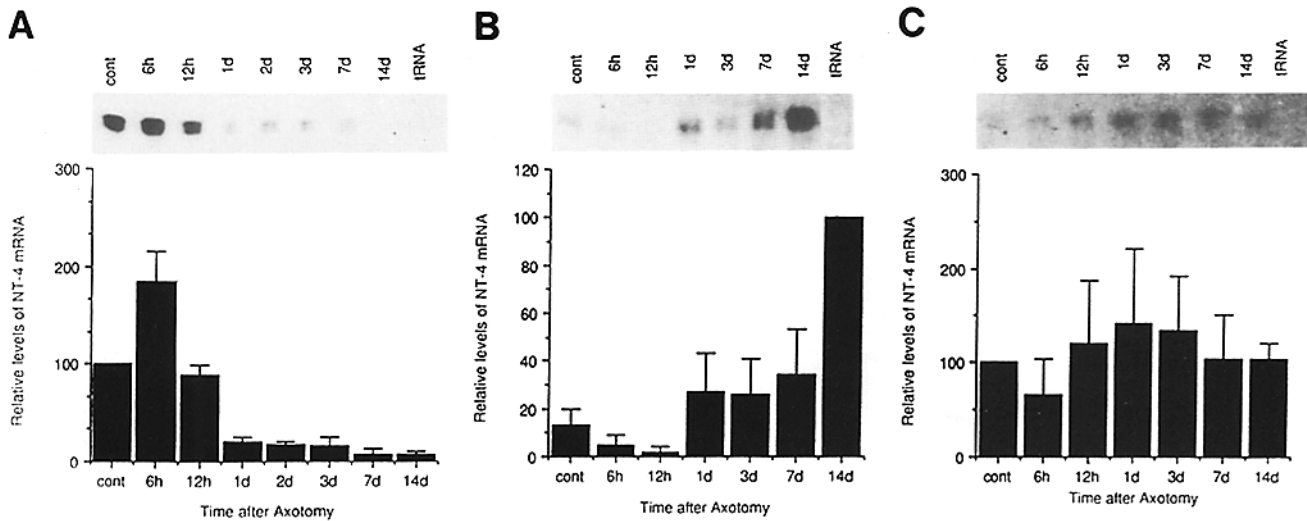 A
cont 6h 12h 1d 2d 3d 7d 14d tRNA
300
200
100
0
Relative levels of NT-4 mRNA
cont 6h 12h 1d 2d 3d 7d 14d
Time after Axotomy
B
cont 6h 12h 1d 3d 7d 14d tRNA
120
100
80
60
40
20
0
Relative levels of NT-4 mRNA
cont 6h 12h 1d 3d 7d 14d
Time after Axotomy
C
cont 6h 12h 1d 3d 7d 14d tRNA
300
200
100
0
Relative levels of NT-4 mRNA
cont 6h 12h 1d 3d 7d 14d
Time after Axotomy